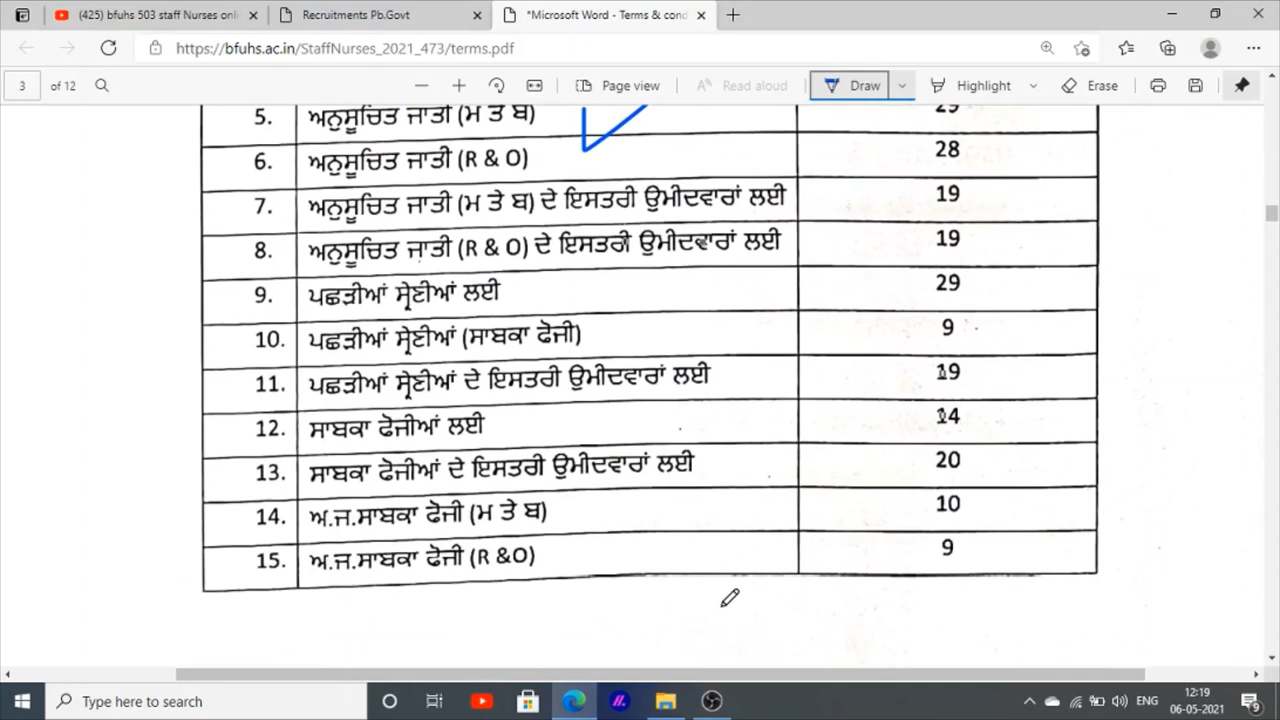 (425) bfuhs 503 staff Nurses onli
Recruitments Pb.Govt
*Microsoft Word - Terms & cond
https://bfuhs.ac.in/StaffNurses_2021_473/terms.pdf
3 of 12
Page view
Read aloud
Draw
Highlight
Erase
5. ਅਨੁਸੂਚਿਤ ਜਾਤੀ (ਮ ਤੇ ਬ) 29
6. ਅਨੁਸੂਚਿਤ ਜਾਤੀ (R & O) 28
7. ਅਨੁਸੂਚਿਤ ਜਾਤੀ (ਮ ਤੇ ਬ) ਦੇ ਇਸਤਰੀ ਉਮੀਦਵਾਰਾਂ ਲਈ 19
8. ਅਨੁਸੂਚਿਤ ਜਾਤੀ (R & O) ਦੇ ਇਸਤਰੀ ਉਮੀਦਵਾਰਾਂ ਲਈ 19
9. ਪਛੜੀਆਂ ਸ੍ਰੇਣੀਆਂ ਲਈ 29
10. ਪਛੜੀਆਂ ਸ੍ਰੇਣੀਆਂ (ਸਾਬਕਾ ਫੋਜੀ) 9
11. ਪਛੜੀਆਂ ਸ੍ਰੇਣੀਆਂ ਦੇ ਇਸਤਰੀ ਉਮੀਦਵਾਰਾਂ ਲਈ 19
12. ਸਾਬਕਾ ਫੋਜੀਆਂ ਲਈ 14
13. ਸਾਬਕਾ ਫੋਜੀਆਂ ਦੇ ਇਸਤਰੀ ਉਮੀਦਵਾਰਾਂ ਲਈ 20
14. ਅ.ਜ.ਸਾਬਕਾ ਫੋਜੀ (ਮ ਤੇ ਬ) 10
15. ਅ.ਜ.ਸਾਬਕਾ ਫੋਜੀ (R &O) 9
Type here to search
ENG
12:19
06-05-2021
9